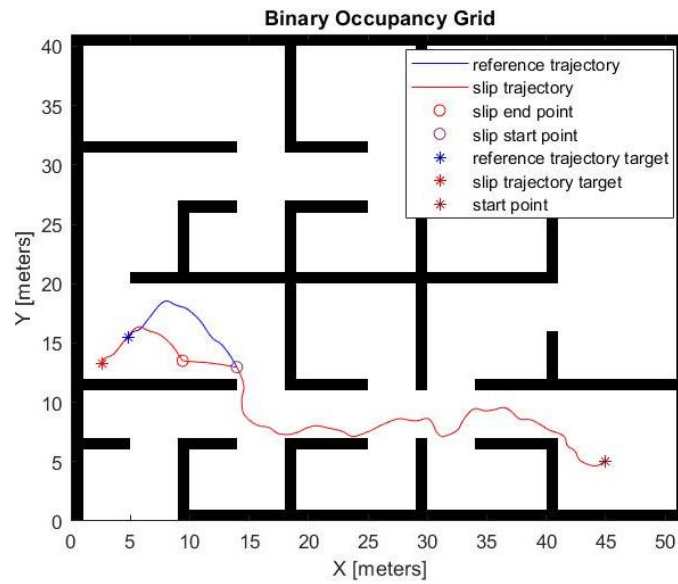 Binary Occupancy Grid
reference trajectory
slip trajectory
slip end point
slip start point
reference trajectory target
slip trajectory target
start point
Y [meters]
40
35
30
25
20
15
10
5
0
0 5 10 15 20 25 30 35 40 45 50
X [meters]